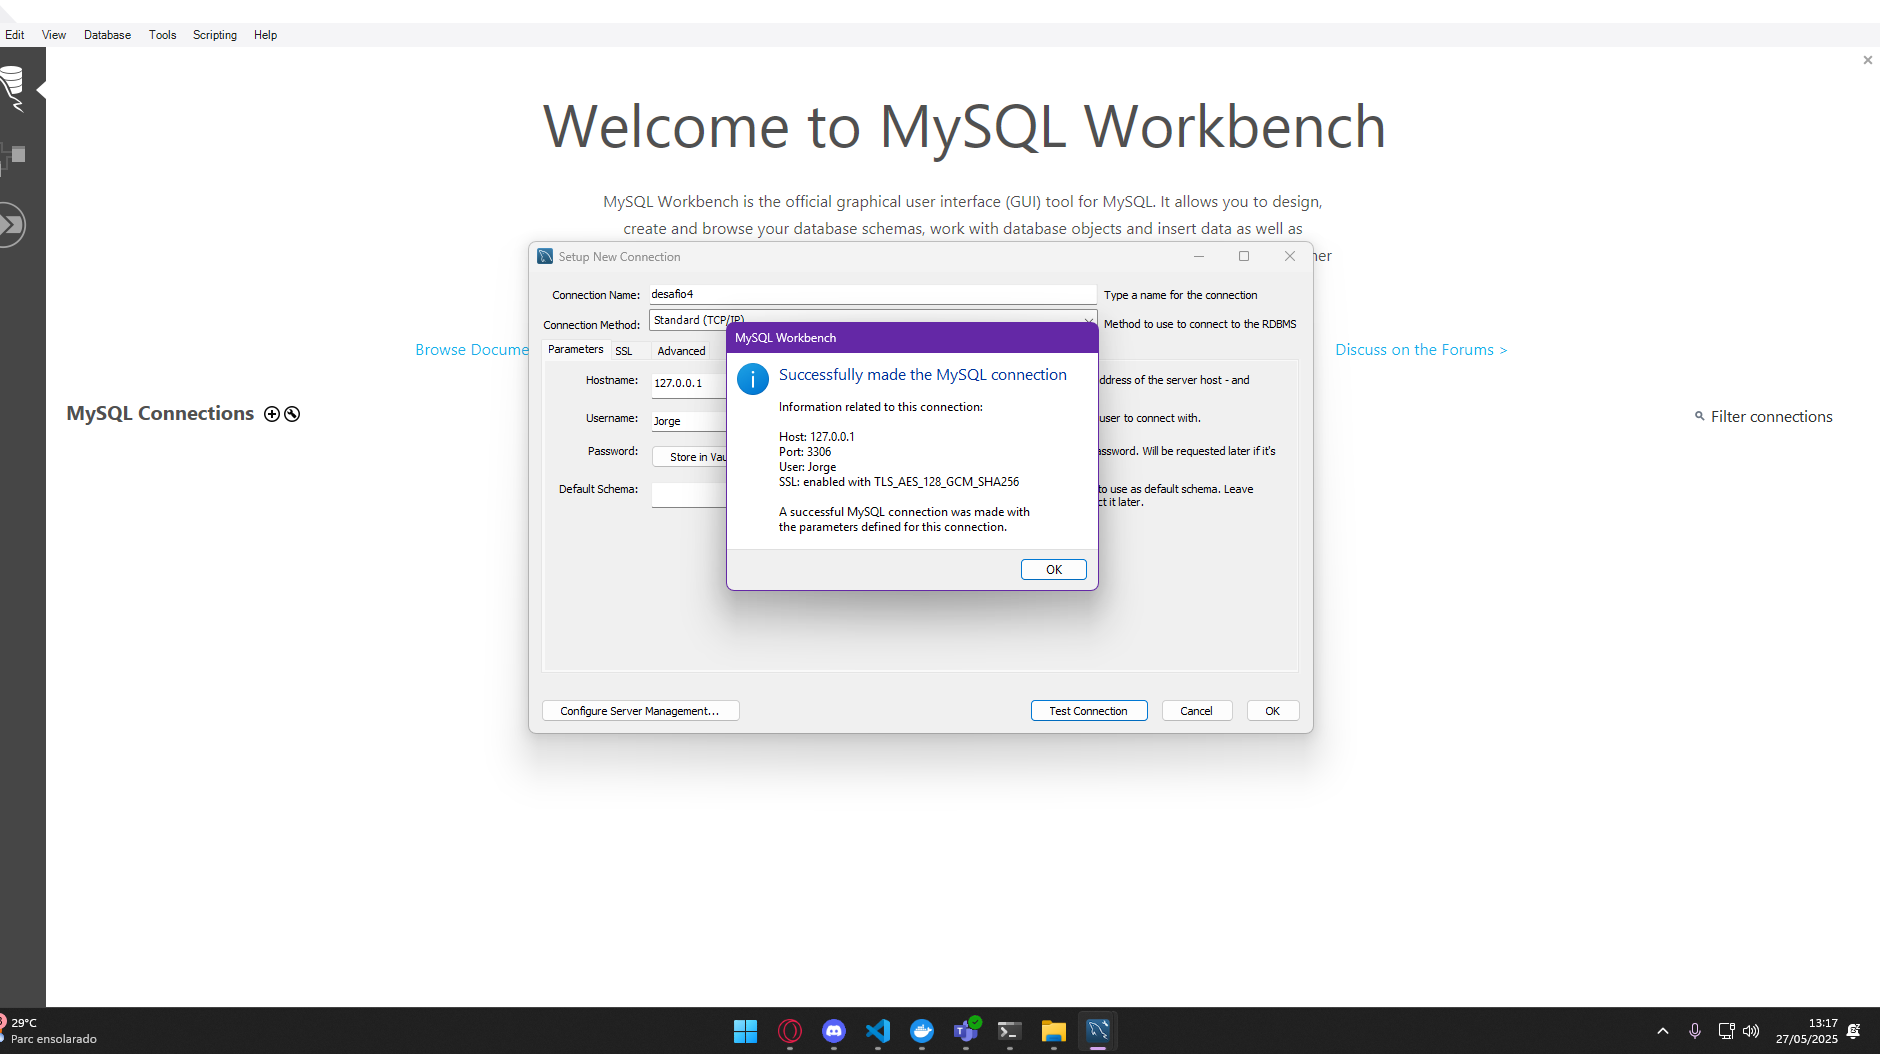 Edit View Database Tools Scripting Help
Welcome to MySQL Workbench
MySQL Workbench is the official graphical user interface (GUI) tool for MySQL. It allows you to design,
create and browse your database schemas, work with database objects and insert data as well as
Browse Docume
Discuss on the Forums >
MySQL Connections
Filter connections
Setup New Connection
Connection Name: desafio4 Type a name for the connection
Connection Method: Standard (TCP/IP) Method to use to connect to the RDBMS
Parameters SSL Advanced
Hostname: 127.0.0.1 ddress of the server host - and
Username: Jorge user to connect with.
Password: Store in Vau assword. Will be requested later if it's
Default Schema: to use as default schema. Leave
ct it later.
MySQL Workbench
Successfully made the MySQL connection
Information related to this connection:
Host: 127.0.0.1
Port: 3306
User: Jorge
SSL: enabled with TLS_AES_128_GCM_SHA256
A successful MySQL connection was made with
the parameters defined for this connection.
OK
Configure Server Management... Test Connection Cancel OK
29°C
Parc ensolarado
13:17
27/05/2025